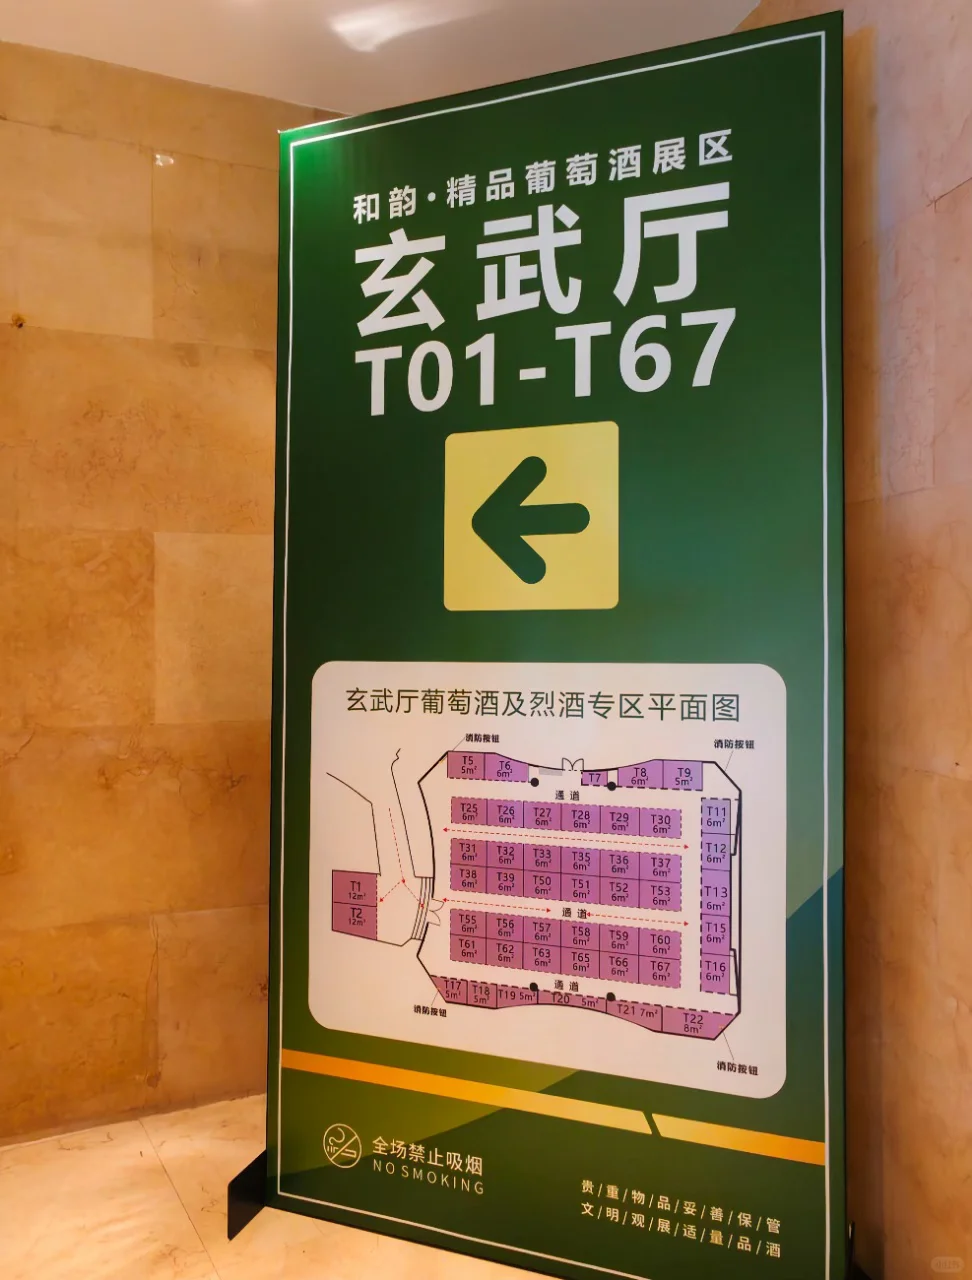 和韵·精品葡萄酒展区
玄武厅
T01-T67
玄武厅葡萄酒及烈酒专区平面图
消防按钮
消防按钮
T5 T6 T7 T8 T9
5m² 6m² 6m² 5m²
通道
T11
6m²
T25 T26 T27 T28 T29 T30
6m² 6m² 6m² 6m² 6m² 6m²
T12
6m²
T31 T32 T33 T35 T36 T37
6m² 6m² 6m² 6m² 6m² 6m²
T38 T39 T50 T51 T52 T53
6m² 6m² 6m² 6m² 6m² 6m²
T1
12m²
T2
12m²
T13
6m²
通道
T15
6m²
T55 T56 T57 T58 T59 T60
6m² 6m² 6m² 6m² 6m² 6m²
T61 T62 T63 T65 T66 T67
6m² 6m² 6m² 6m² 6m² 6m²
T16
6m²
通道
T17 T18 T19 5m² T20 5m² T21 7m² T22
5m² 5m² 8m²
消防按钮
消防按钮
全场禁止吸烟
NO SMOKING
贵/重/物/品/妥/善/保/管
文/明/观/展/适/量/品/酒